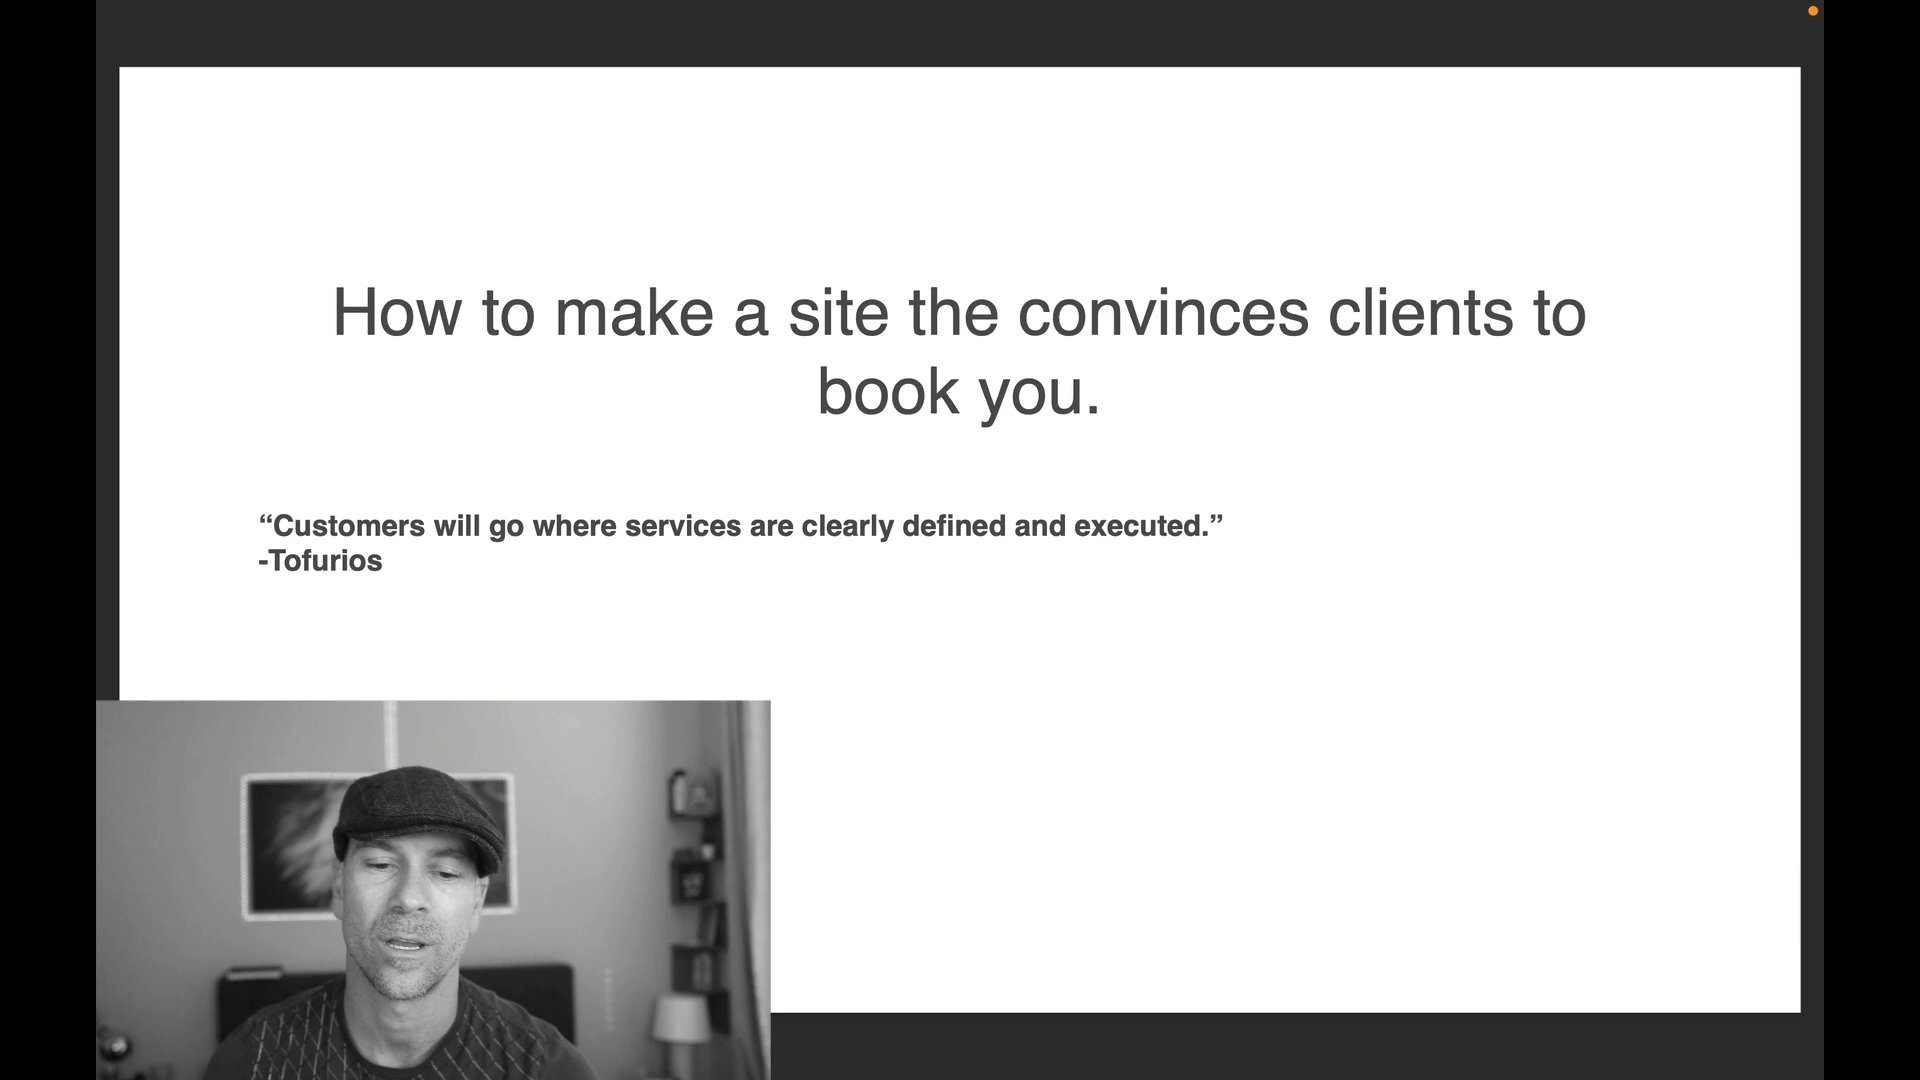 How to make a site the convinces clients to
book you.
“Customers will go where services are clearly defined and executed.”
-Tofurios